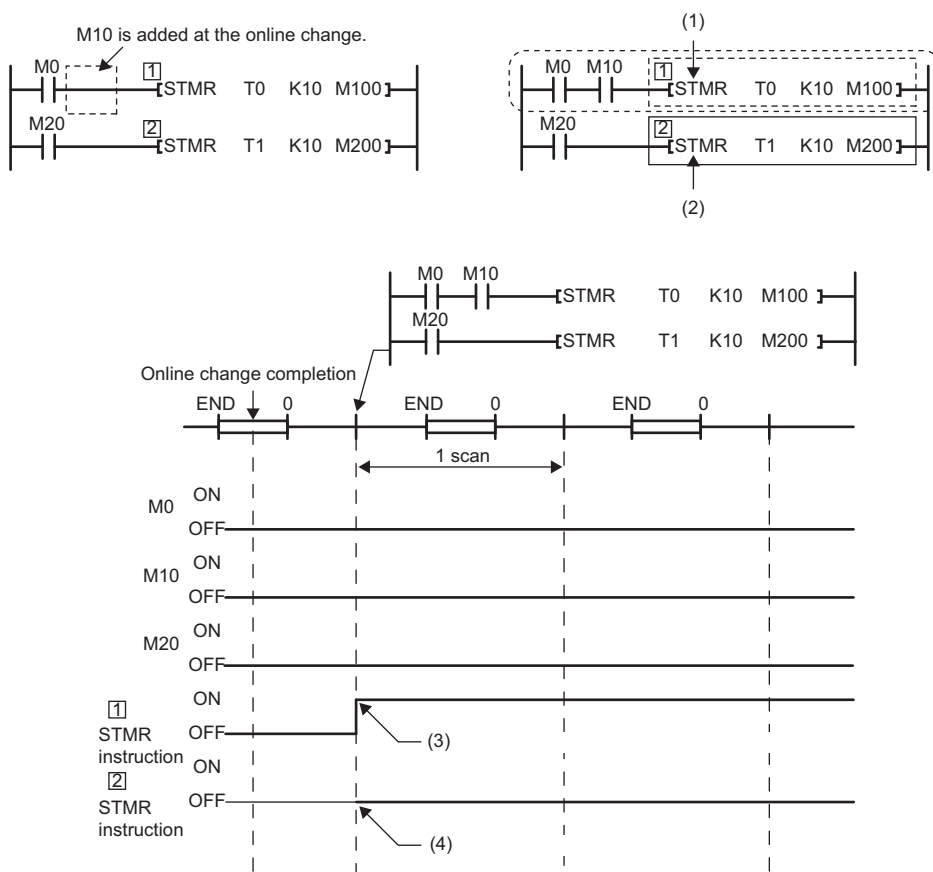 M10 is added at the online change.
M0
1
STMR T0 K10 M100
M20
2
STMR T1 K10 M200
(1)
M0 M10
1
STMR T0 K10 M100
M20
2
STMR T1 K10 M200
(2)
M0 M10
STMR T0 K10 M100
M20
STMR T1 K10 M200
Online change completion
END 0 END 0 END 0
1 scan
M0 ON
OFF
M10 ON
OFF
M20 ON
OFF
1
STMR
instruction
ON
OFF
(3)
2
STMR
instruction
ON
OFF
(4)